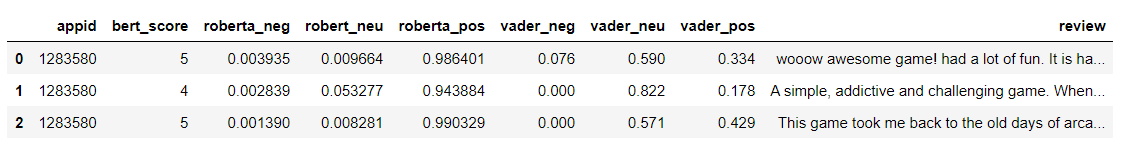 appid bert_score roberta_neg robert_neu roberta_pos vader_neg vader_neu vader_pos review
0 1283580 5 0.003935 0.009664 0.986401 0.076 0.590 0.334 wooow awesome game! had a lot of fun. It is ha...
1 1283580 4 0.002839 0.053277 0.943884 0.000 0.822 0.178 A simple, addictive and challenging game. When...
2 1283580 5 0.001390 0.008281 0.990329 0.000 0.571 0.429 This game took me back to the old days of arca...